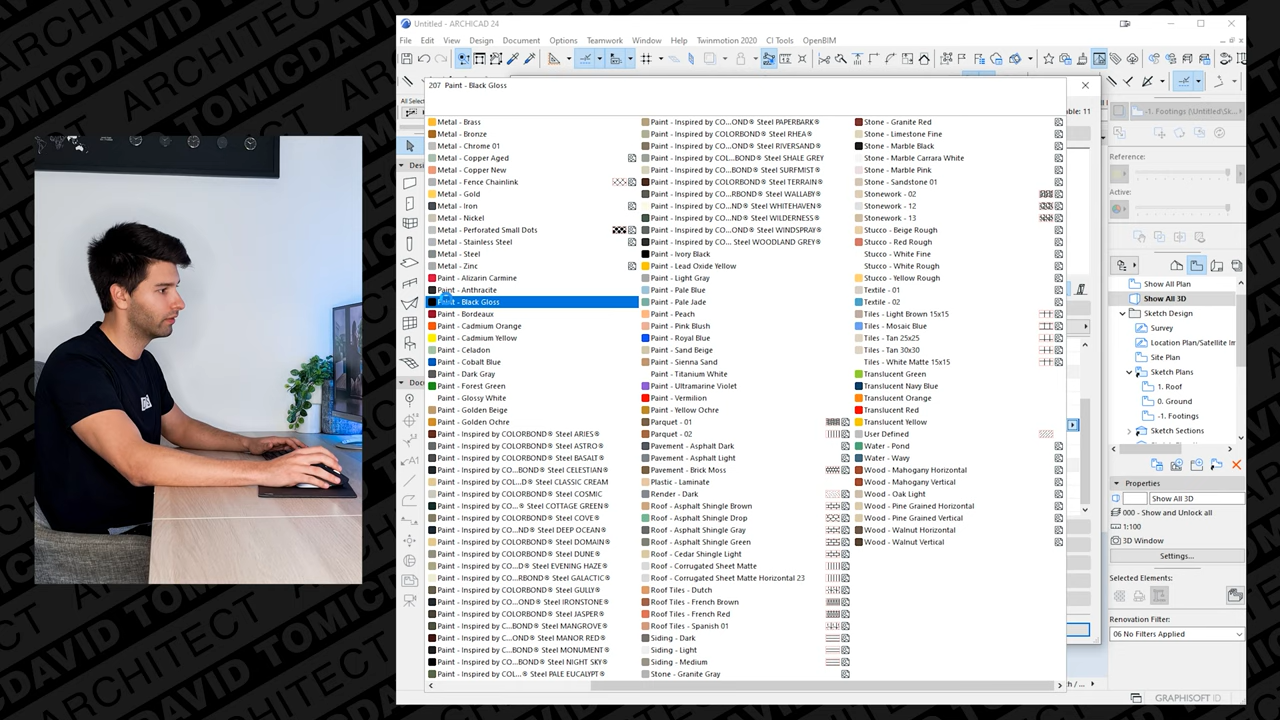 Untitled - ARCHICAD 24
File Edit View Design Document Options Teamwork Window Help Twinmotion 2020 CI Tools OpenBIM
207 Paint - Black Gloss
Metal - Brass
Metal - Bronze
Metal - Chrome 01
Metal - Copper Aged
Metal - Copper New
Metal - Fence Chainlink
Metal - Gold
Metal - Iron
Metal - Nickel
Metal - Perforated Small Dots
Metal - Stainless Steel
Metal - Steel
Metal - Zinc
Paint - Alizarin Carmine
Paint - Anthracite
Paint - Black Gloss
Paint - Bordeaux
Paint - Cadmium Orange
Paint - Cadmium Yellow
Paint - Celadon
Paint - Cobalt Blue
Paint - Dark Gray
Paint - Forest Green
Paint - Glossy White
Paint - Golden Beige
Paint - Golden Ochre
Paint - Inspired by COLORBOND® Steel ARIES®
Paint - Inspired by COLORBOND® Steel ASTRO®
Paint - Inspired by COLORBOND® Steel BASALT®
Paint - Inspired by CO...BOND® Steel CELESTIAN®
Paint - Inspired by C...D® Steel CLASSIC CREAM
Paint - Inspired by COLORBOND® Steel COSMIC
Paint - Inspired by C...® Steel COTTAGE GREEN®
Paint - Inspired by COLORBOND® Steel COVE®
Paint - Inspired by CO...ND® Steel DEEP OCEAN®
Paint - Inspired by COLORBOND® Steel DOMAIN®
Paint - Inspired by COLORBOND® Steel DUNE®
Paint - Inspired by CO...D® Steel EVENING HAZE®
Paint - Inspired by CO...RBOND® Steel GALACTIC®
Paint - Inspired by COLORBOND® Steel GULLY®
Paint - Inspired by CO...OND® Steel IRONSTONE®
Paint - Inspired by COLORBOND® Steel JASPER®
Paint - Inspired by CO...BOND® Steel MANGROVE®
Paint - Inspired by C...OND® Steel MANOR RED®
Paint - Inspired by CO...BOND® Steel MONUMENT®
Paint - Inspired by CO...BOND® Steel NIGHT SKY®
Paint - Inspired by COL...® Steel PALE EUCALYPT®
Paint - Inspired by CO...OND® Steel PAPERBARK®
Paint - Inspired by COLORBOND® Steel RHEA®
Paint - Inspired by CO...OND® Steel RIVERSAND®
Paint - Inspired by COL...BOND® Steel SHALE GREY
Paint - Inspired by CO...BOND® Steel SURFMIST®
Paint - Inspired by COLORBOND® Steel TERRAIN®
Paint - Inspired by CO...RBOND® Steel WALLABY®
Paint - Inspired by CO...ND® Steel WHITEHAVEN®
Paint - Inspired by CO...ND® Steel WILDERNESS®
Paint - Inspired by CO...OND® Steel WINDSPRAY®
Paint - Inspired by CO... Steel WOODLAND GREY®
Paint - Ivory Black
Paint - Lead Oxide Yellow
Paint - Light Gray
Paint - Pale Blue
Paint - Pale Jade
Paint - Peach
Paint - Pink Blush
Paint - Royal Blue
Paint - Sand Beige
Paint - Sienna Sand
Paint - Titanium White
Paint - Ultramarine Violet
Paint - Vermilion
Paint - Yellow Ochre
Parquet - 01
Parquet - 02
Pavement - Asphalt Dark
Pavement - Asphalt Light
Pavement - Brick Moss
Plastic - Laminate
Render - Dark
Roof - Asphalt Shingle Brown
Roof - Asphalt Shingle Drop
Roof - Asphalt Shingle Gray
Roof - Asphalt Shingle Green
Roof - Cedar Shingle Light
Roof - Corrugated Sheet Matte
Roof - Corrugated Sheet Matte Horizontal 23
Roof Tiles - Dutch
Roof Tiles - French Brown
Roof Tiles - French Red
Roof Tiles - Spanish 01
Siding - Dark
Siding - Light
Siding - Medium
Stone - Granite Gray
Stone - Granite Red
Stone - Limestone Fine
Stone - Marble Black
Stone - Marble Carrara White
Stone - Marble Pink
Stone - Sandstone 01
Stonework - 02
Stonework - 12
Stonework - 13
Stucco - Beige Rough
Stucco - Red Rough
Stucco - White Fine
Stucco - White Rough
Stucco - Yellow Rough
Textile - 01
Textile - 02
Tiles - Light Brown 15x15
Tiles - Mosaic Blue
Tiles - Tan 25x25
Tiles - Tan 30x30
Tiles - White Matte 15x15
Translucent Green
Translucent Navy Blue
Translucent Orange
Translucent Red
Translucent Yellow
User Defined
Water - Pond
Water - Wavy
Wood - Mahogany Horizontal
Wood - Mahogany Vertical
Wood - Oak Light
Wood - Pine Grained Horizontal
Wood - Pine Grained Vertical
Wood - Walnut Horizontal
Wood - Walnut Vertical
Reference:
Active:
Show All Plan
Show All 3D
Sketch Design
Survey
Location Plan/Satellite Im
Site Plan
Sketch Plans
1. Roof
0. Ground
-1. Footings
Sketch Sections
Properties
Show All 3D
000 - Show and Unlock all
1:100
3D Window
Settings...
Selected Elements:
Renovation Filter:
06 No Filters Applied
GRAPHISOFT ID